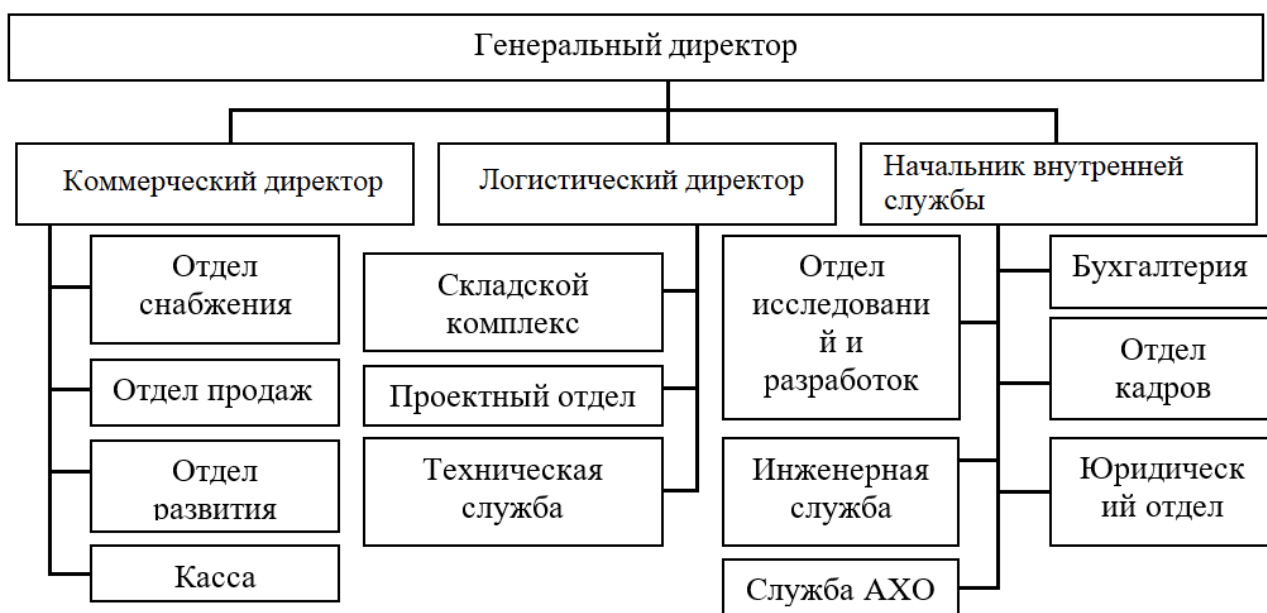 Генеральный директор
Коммерческий директор
Логистический директор
Начальник внутренней
службы
Отдел
снабжения
Отдел продаж
Отдел
развития
Касса
Складской
комплекс
Проектный отдел
Техническая
служба
Отдел
исследовани
й и
разработок
Инженерная
служба
Служба АХО
Бухгалтерия
Отдел
кадров
Юридическ
ий отдел